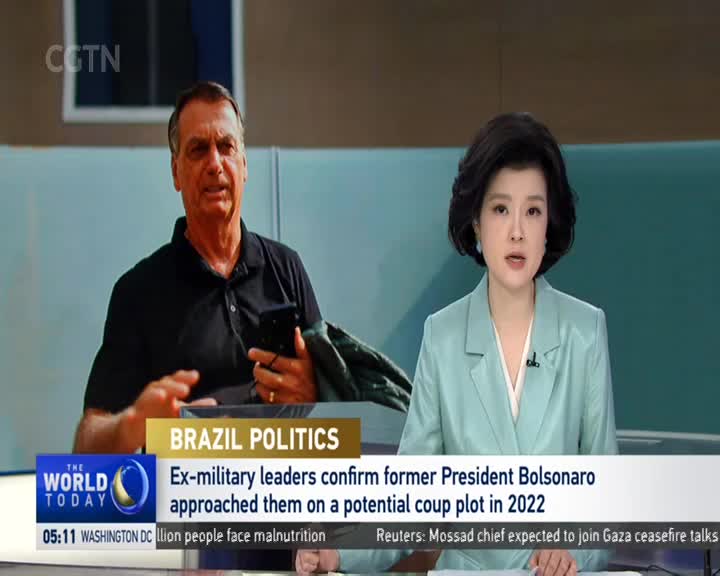 CGTN
BRAZIL POLITICS
THE
WORLD
TODAY
Ex-military leaders confirm former President Bolsonaro
approached them on a potential coup plot in 2022
05:11 WASHINGTON DC
llion people face malnutrition
Reuters: Mossad chief expected to join Gaza ceasefire talks